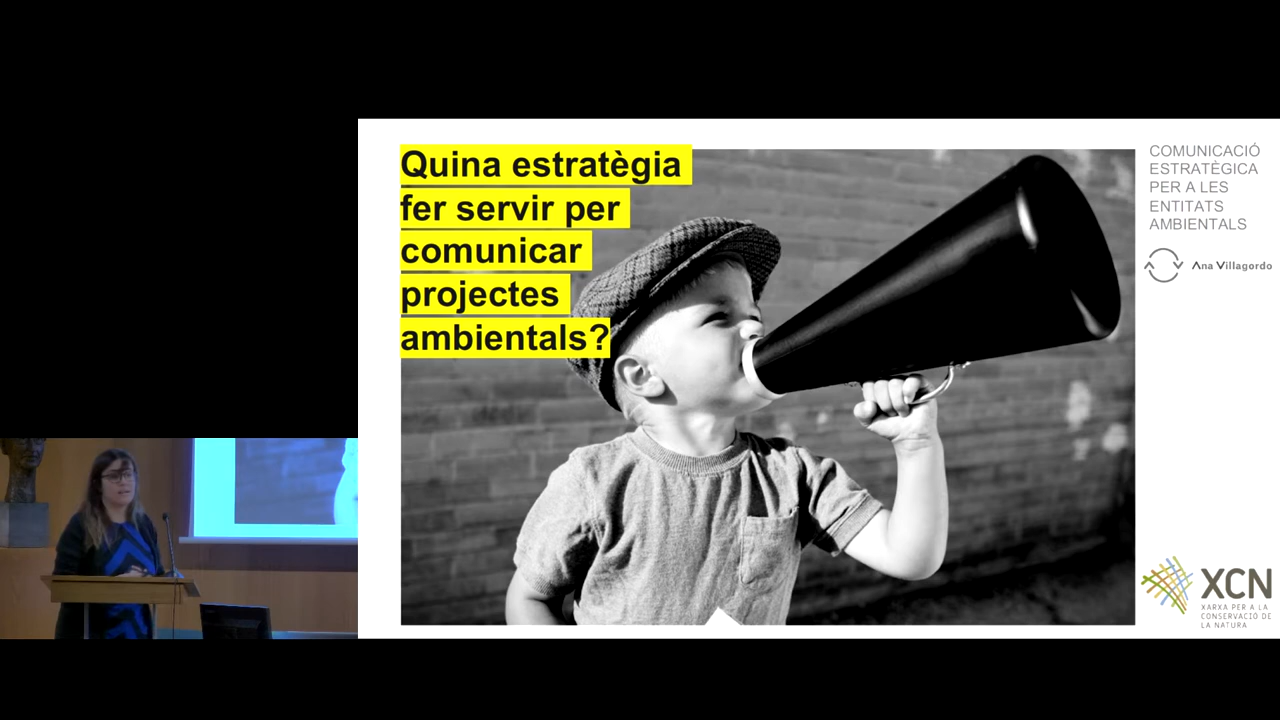 Quina estratègia
fer servir per
comunicar
projectes
ambientals?
COMUNICACIÓ
ESTRATÈGICA
PER A LES
ENTITATS
AMBIENTALS
Ana Villagordo
XCN
XARXA PER A LA
CONSERVACIÓ DE
LA NATURA